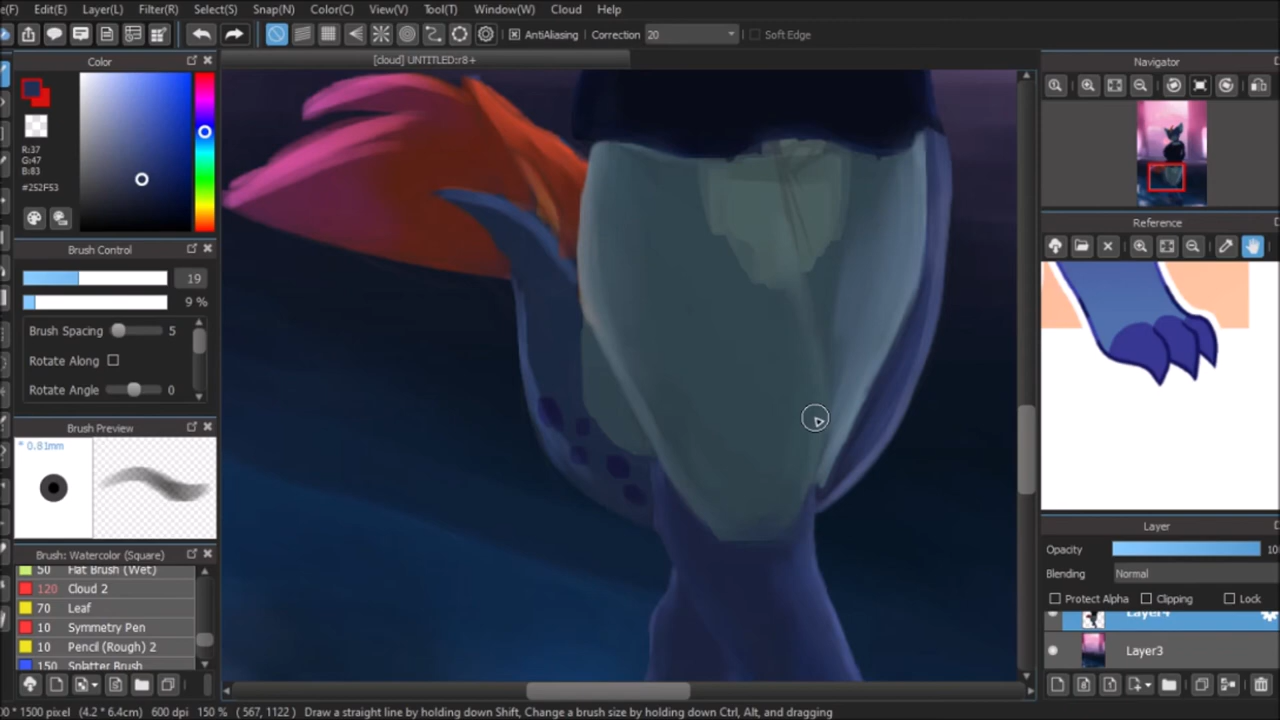 e(F) Edit(E) Layer(L) Filter(R) Select(S) Snap(N) Color(C) View(V) Tool(T) Window(W) Cloud Help
AntiAliasing Correction 20 Soft Edge
Color
[cloud] UNTITLED:r8+
Navigator
R:37
G:47
B:83
#252F53
Brush Control
19
9 %
Brush Spacing 5
Rotate Along
Rotate Angle 0
Reference
Brush Preview
* 0.81mm
Brush: Watercolor (Square)
50 Flat Brush (Wet)
120 Cloud 2
70 Leaf
10 Symmetry Pen
10 Pencil (Rough) 2
150 Splatter Brush
Layer
Opacity 10
Blending Normal
Protect Alpha Clipping Lock
Layer4
Layer3
00 * 1500 pixel (4.2 * 6.4cm) 600 dpi 150 % ( 567, 1122 ) Draw a straight line by holding down Shift, Change a brush size by holding down Ctrl, Alt, and dragging